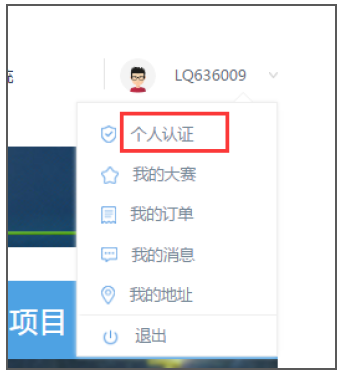 LQ636009
个人认证
我的大赛
我的订单
我的消息
我的地址
项目
退出